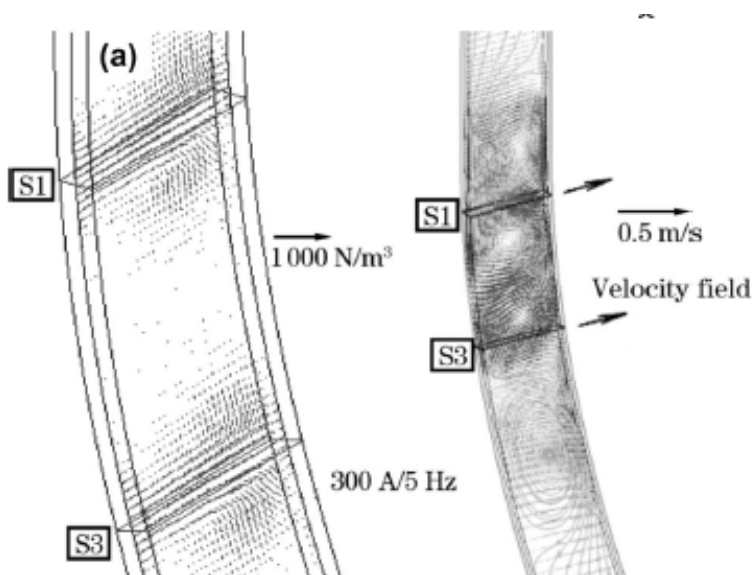 (a)
S1
1 000 N/m³
S3
300 A/5 Hz
S1
0.5 m/s
Velocity field
S3